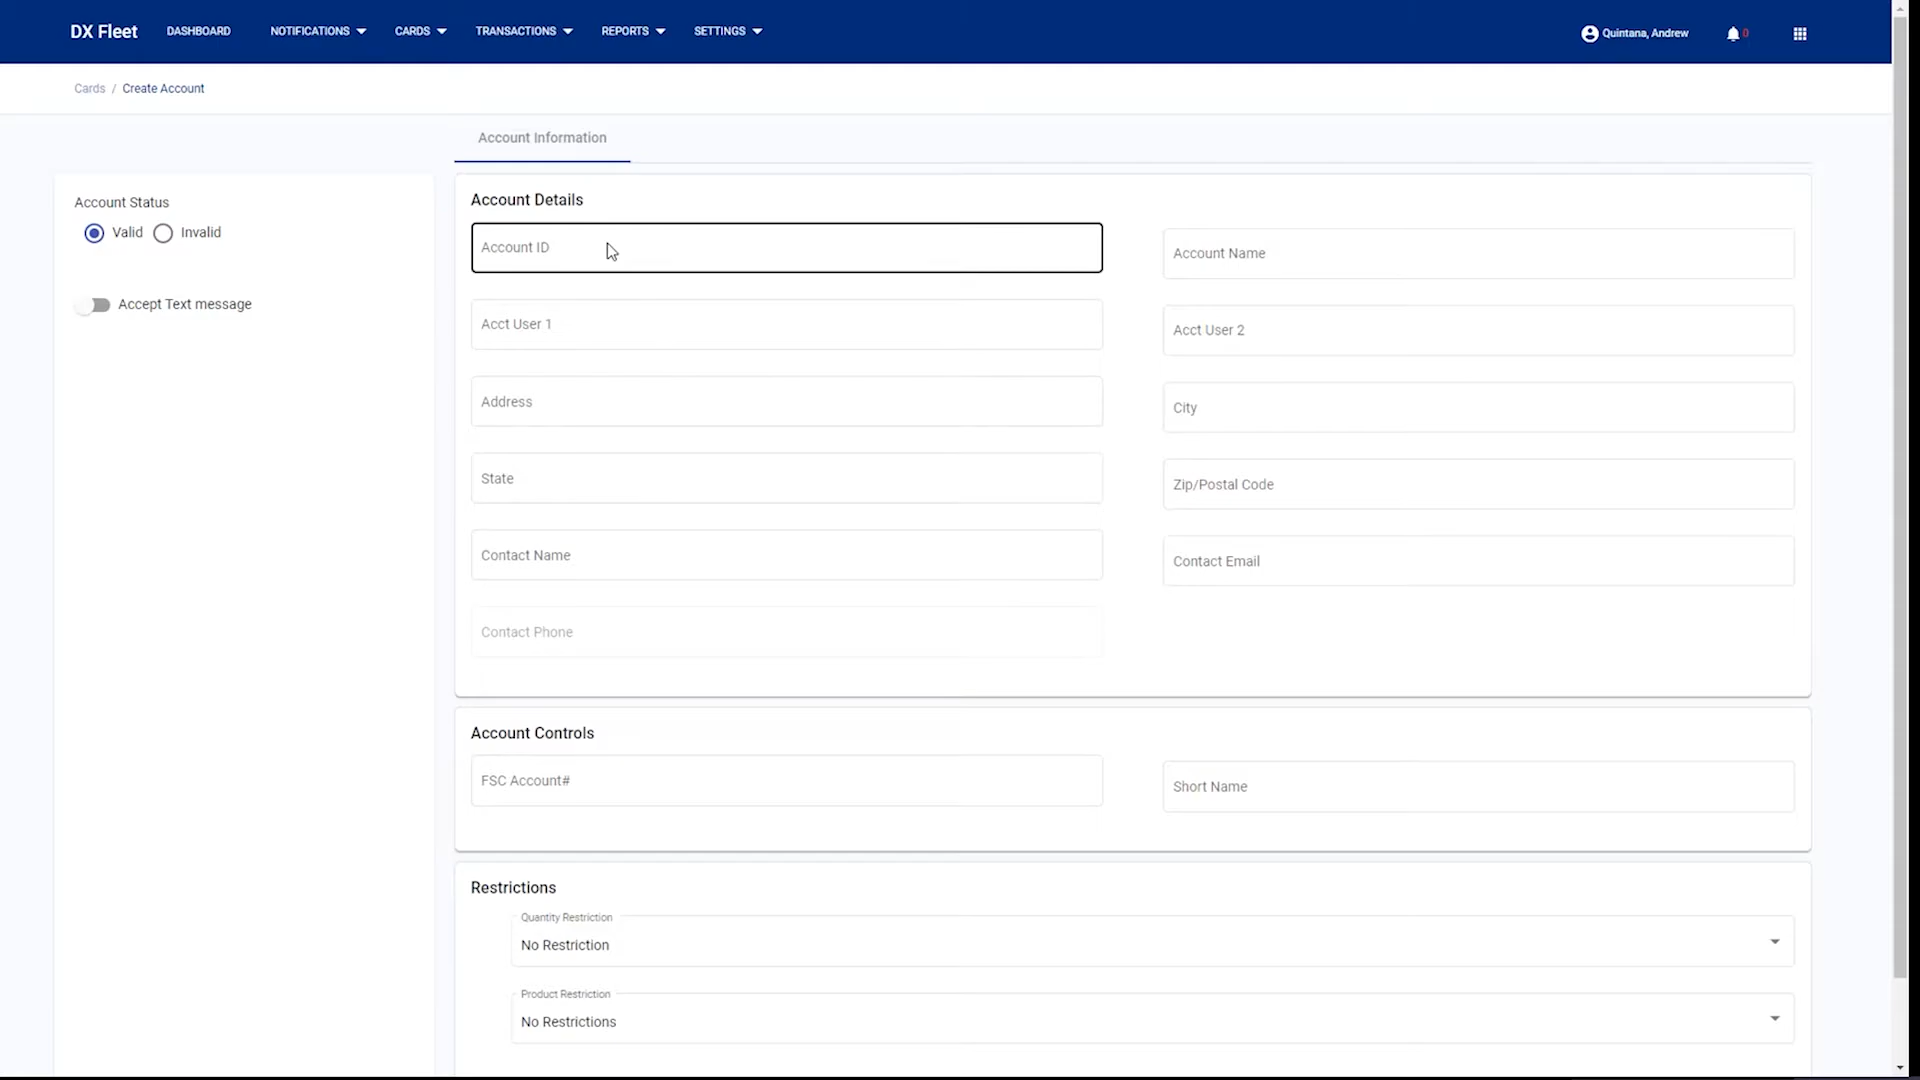 DX Fleet DASHBOARD NOTIFICATIONS CARDS TRANSACTIONS REPORTS SETTINGS Quintana, Andrew 0
Cards / Create Account
Account Information
Account Status
Valid Invalid
Accept Text message
Account Details
Account ID
Account Name
Acct User 1
Acct User 2
Address
City
State
Zip/Postal Code
Contact Name
Contact Email
Contact Phone
Account Controls
FSC Account#
Short Name
Restrictions
Quantity Restriction
No Restriction
Product Restriction
No Restrictions